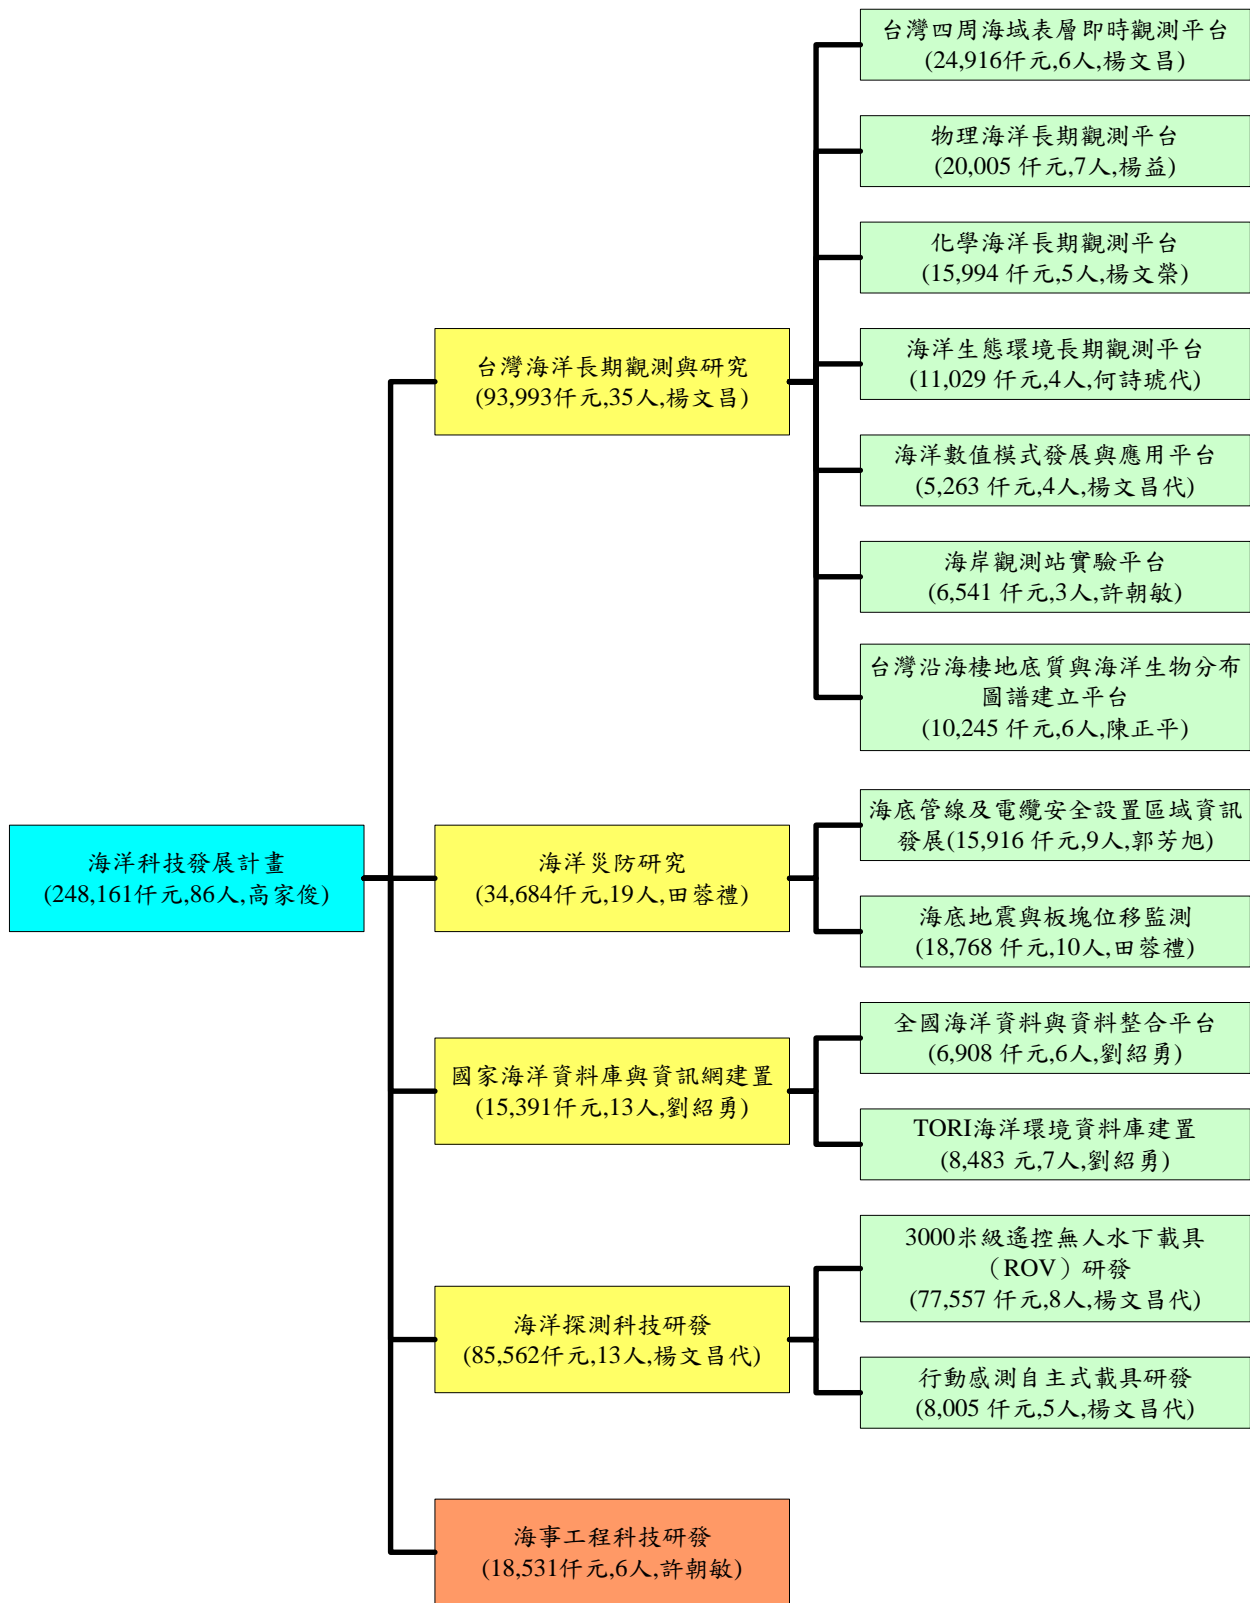 台灣四周海域表層即時觀測平台
(24,916仟元,6人,楊文昌)
物理海洋長期觀測平台
(20,005 仟元,7人,楊益)
化學海洋長期觀測平台
(15,994 仟元,5人,楊文榮)
台灣海洋長期觀測與研究
(93,993仟元,35人,楊文昌)
海洋生態環境長期觀測平台
(11,029 仟元,4人,何詩琥代)
海洋數值模式發展與應用平台
(5,263 仟元,4人,楊文昌代)
海岸觀測站實驗平台
(6,541 仟元,3人,許朝敏)
台灣沿海棲地底質與海洋生物分布
圖譜建立平台
(10,245 仟元,6人,陳正平)
海洋科技發展計畫
(248,161仟元,86人,高家俊)
海洋災防研究
(34,684仟元,19人,田蓉禮)
海底管線及電纜安全設置區域資訊
發展(15,916 仟元,9人,郭芳旭)
海底地震與板塊位移監測
(18,768 仟元,10人,田蓉禮)
國家海洋資料庫與資訊網建置
(15,391仟元,13人,劉紹勇)
全國海洋資料與資料整合平台
(6,908 仟元,6人,劉紹勇)
TORI海洋環境資料庫建置
(8,483 元,7人,劉紹勇)
海洋探測科技研發
(85,562仟元,13人,楊文昌代)
3000米級遙控無人水下載具
（ROV）研發
(77,557 仟元,8人,楊文昌代)
行動感測自主式載具研發
(8,005 仟元,5人,楊文昌代)
海事工程科技研發
(18,531仟元,6人,許朝敏)